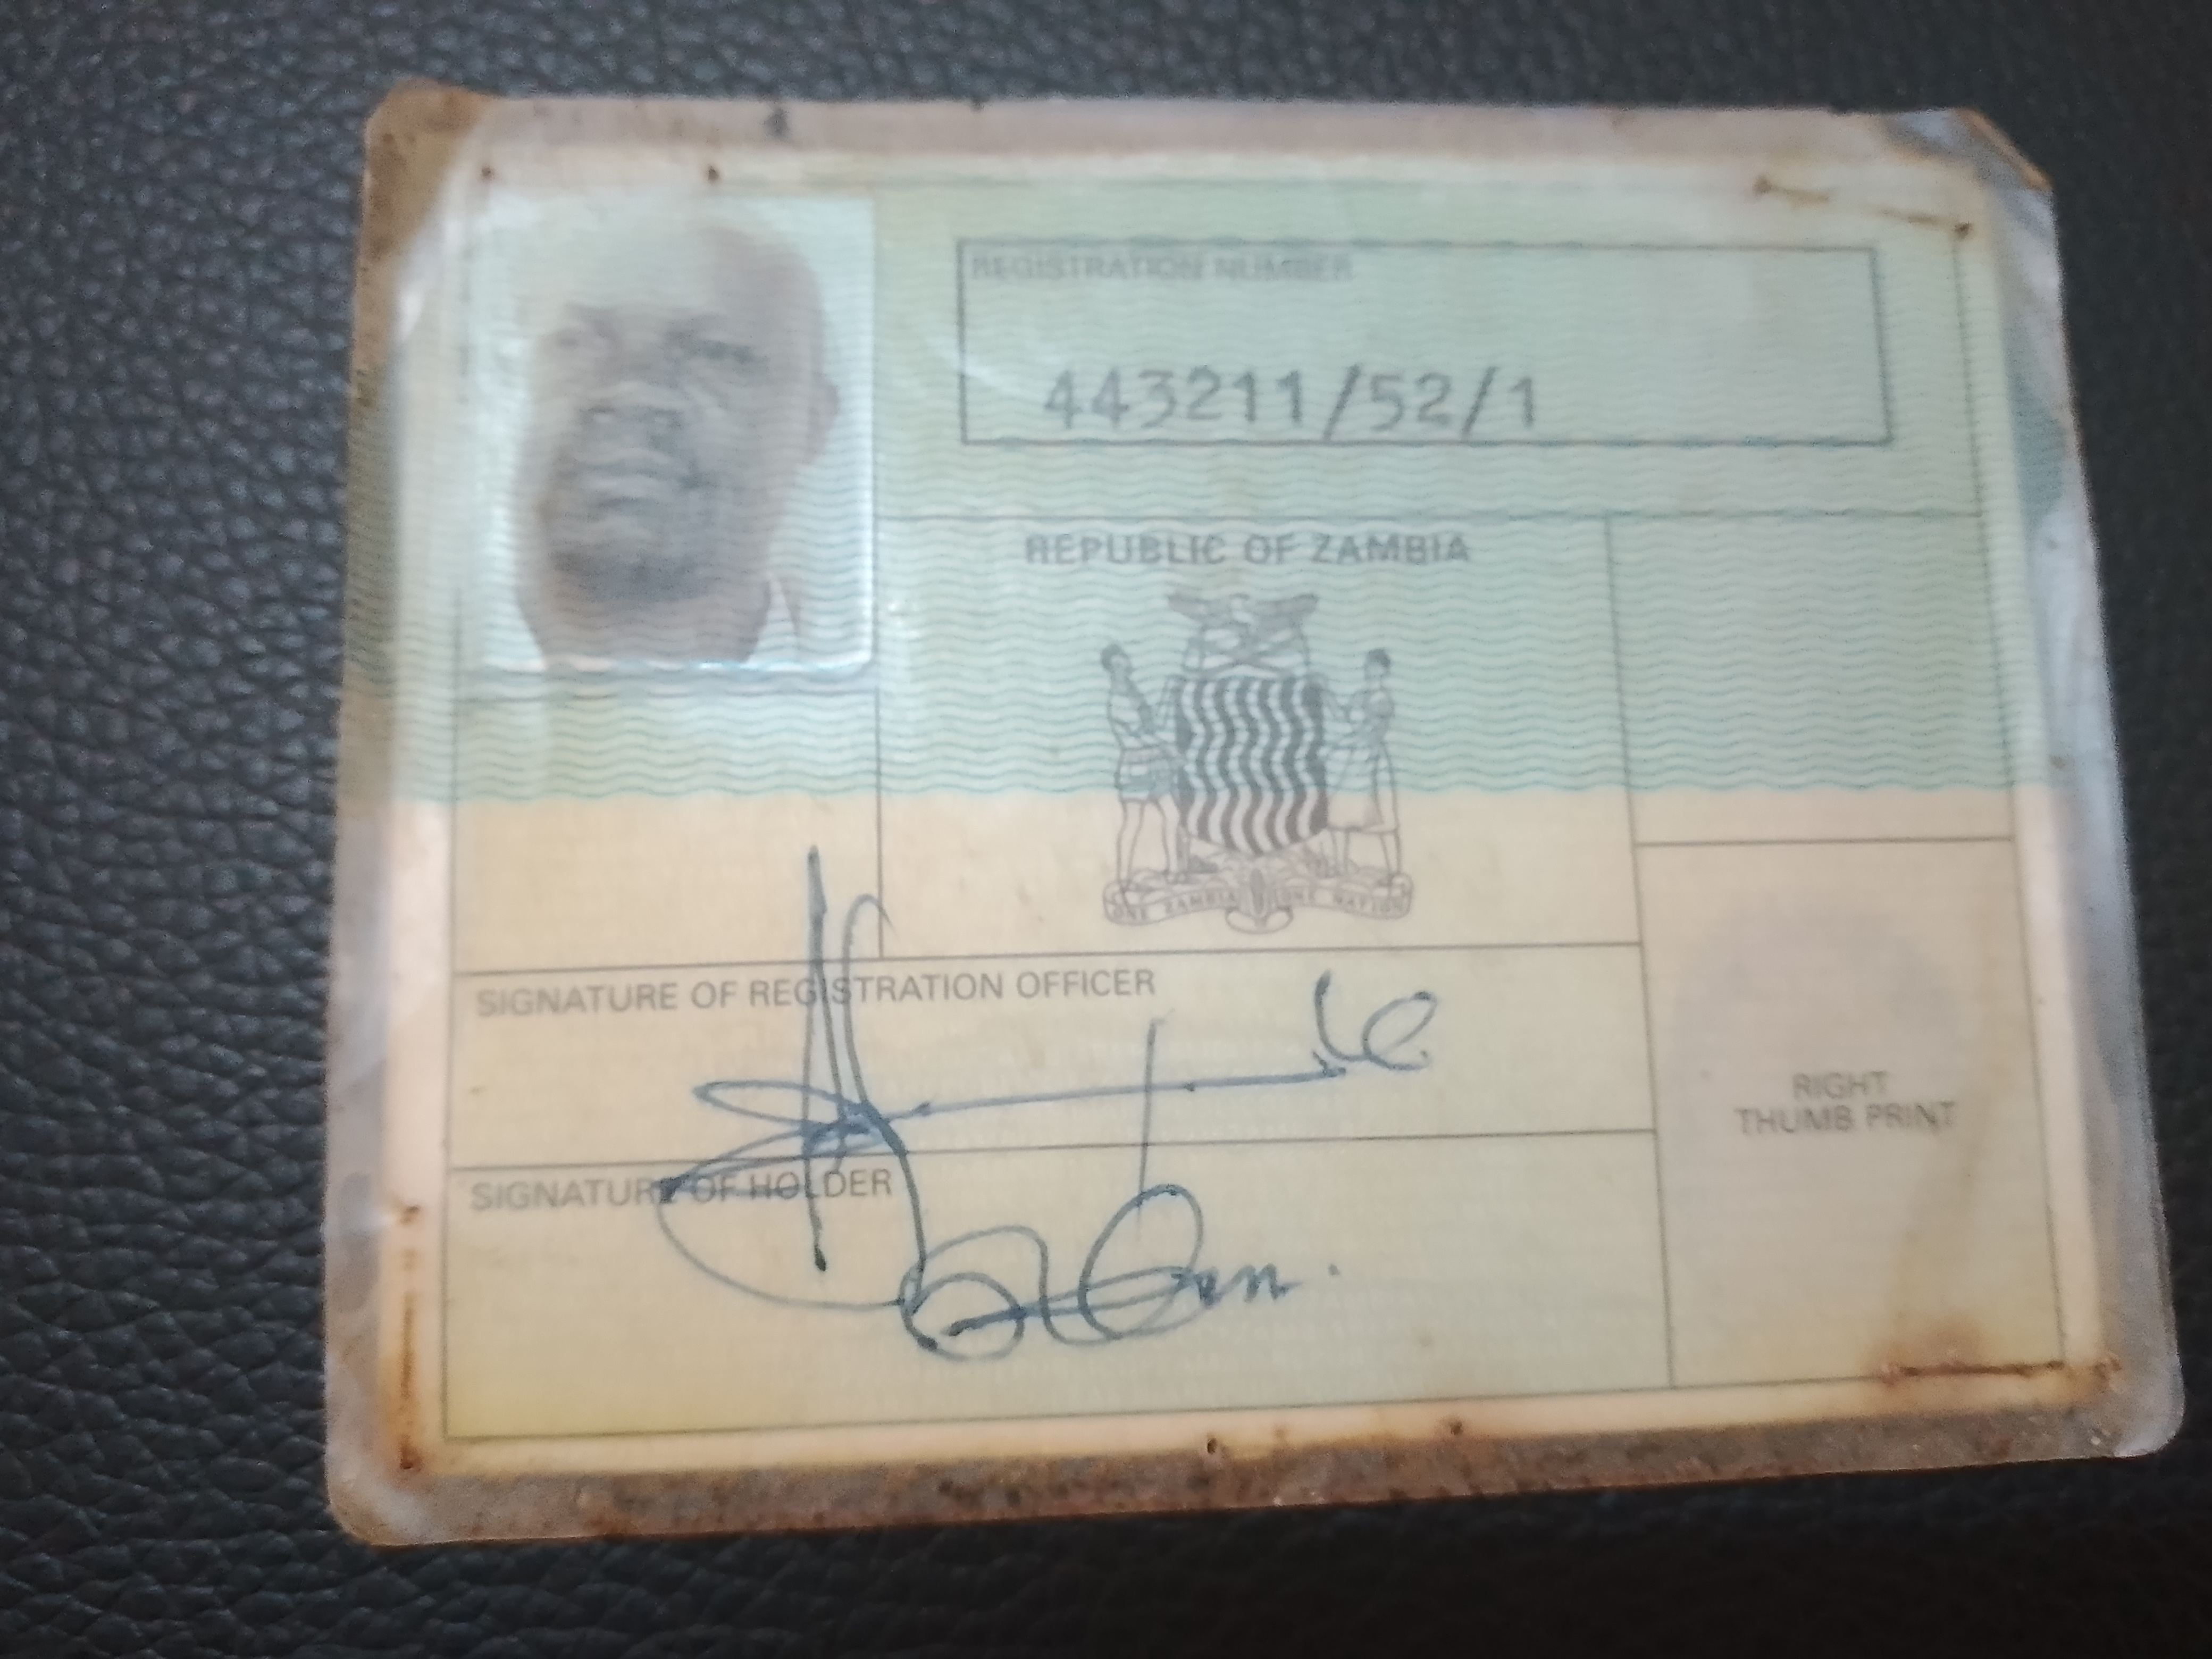 REGISTRATION NUMBER
443211/52/1
REPUBLIC OF ZAMBIA
ONE ZAMBIA ONE NATION
SIGNATURE OF REGISTRATION OFFICER
SIGNATURE OF HOLDER
RIGHT
THUMB PRINT